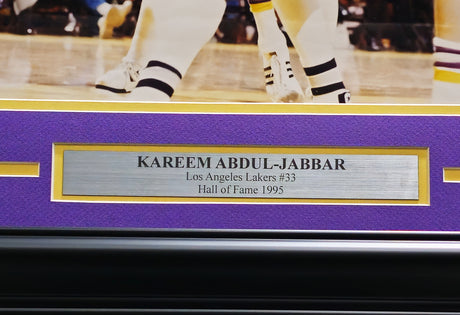 KAREEM ABDUL-JABBAR
Los Angeles Lakers #33
Hall of Fame 1995